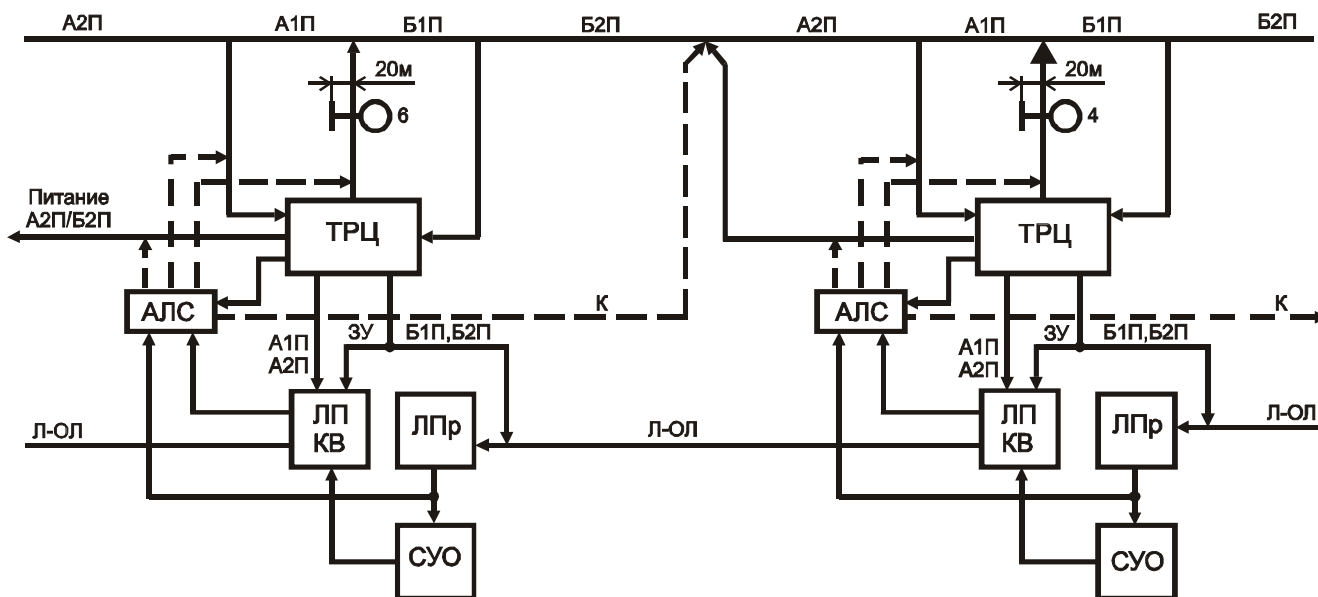 А2П А1П Б1П Б2П А2П А1П Б1П Б2П
20м 20м
6 4
Питание
А2П/Б2П
ТРЦ ТРЦ
АЛС К АЛС К
ЗУ Б1П,Б2П ЗУ Б1П,Б2П
А1П А1П
А2П А2П
Л-ОЛ ЛП ЛПр Л-ОЛ ЛП ЛПр Л-ОЛ
КВ КВ
СУО СУО